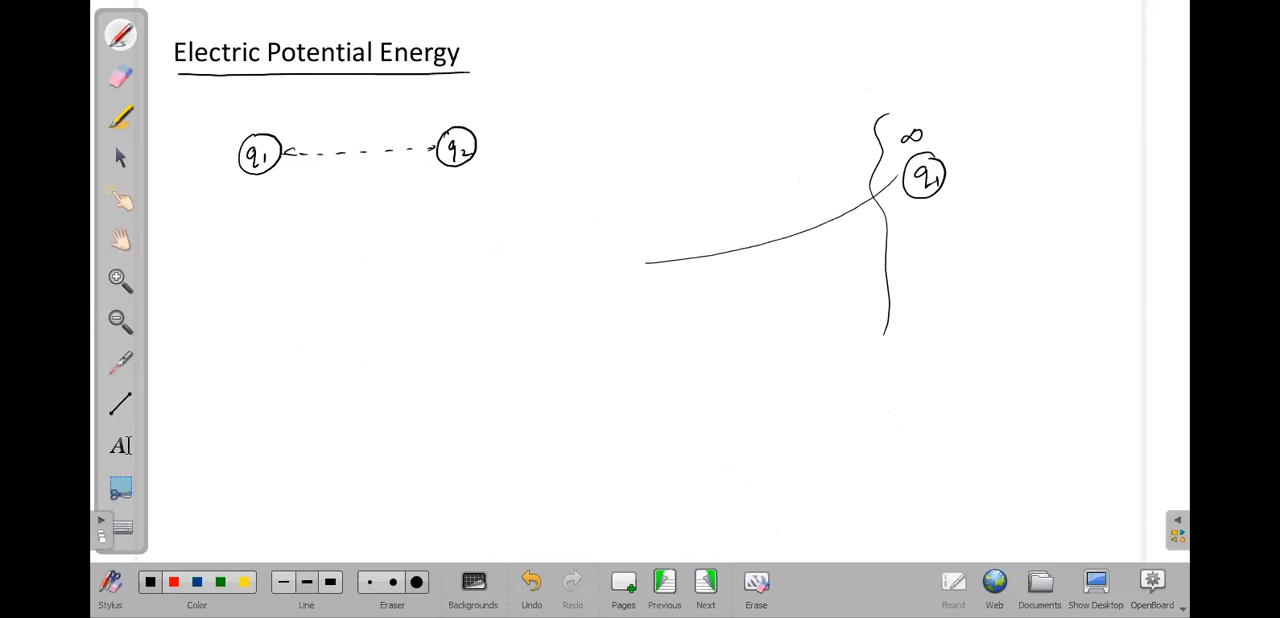 Electric Potential Energy
q₁ q₂
∞
q₁
A
Stylus Color Line Eraser Backgrounds Undo Redo Pages Previous Next Erase Board Web Documents Show Desktop OpenBoard